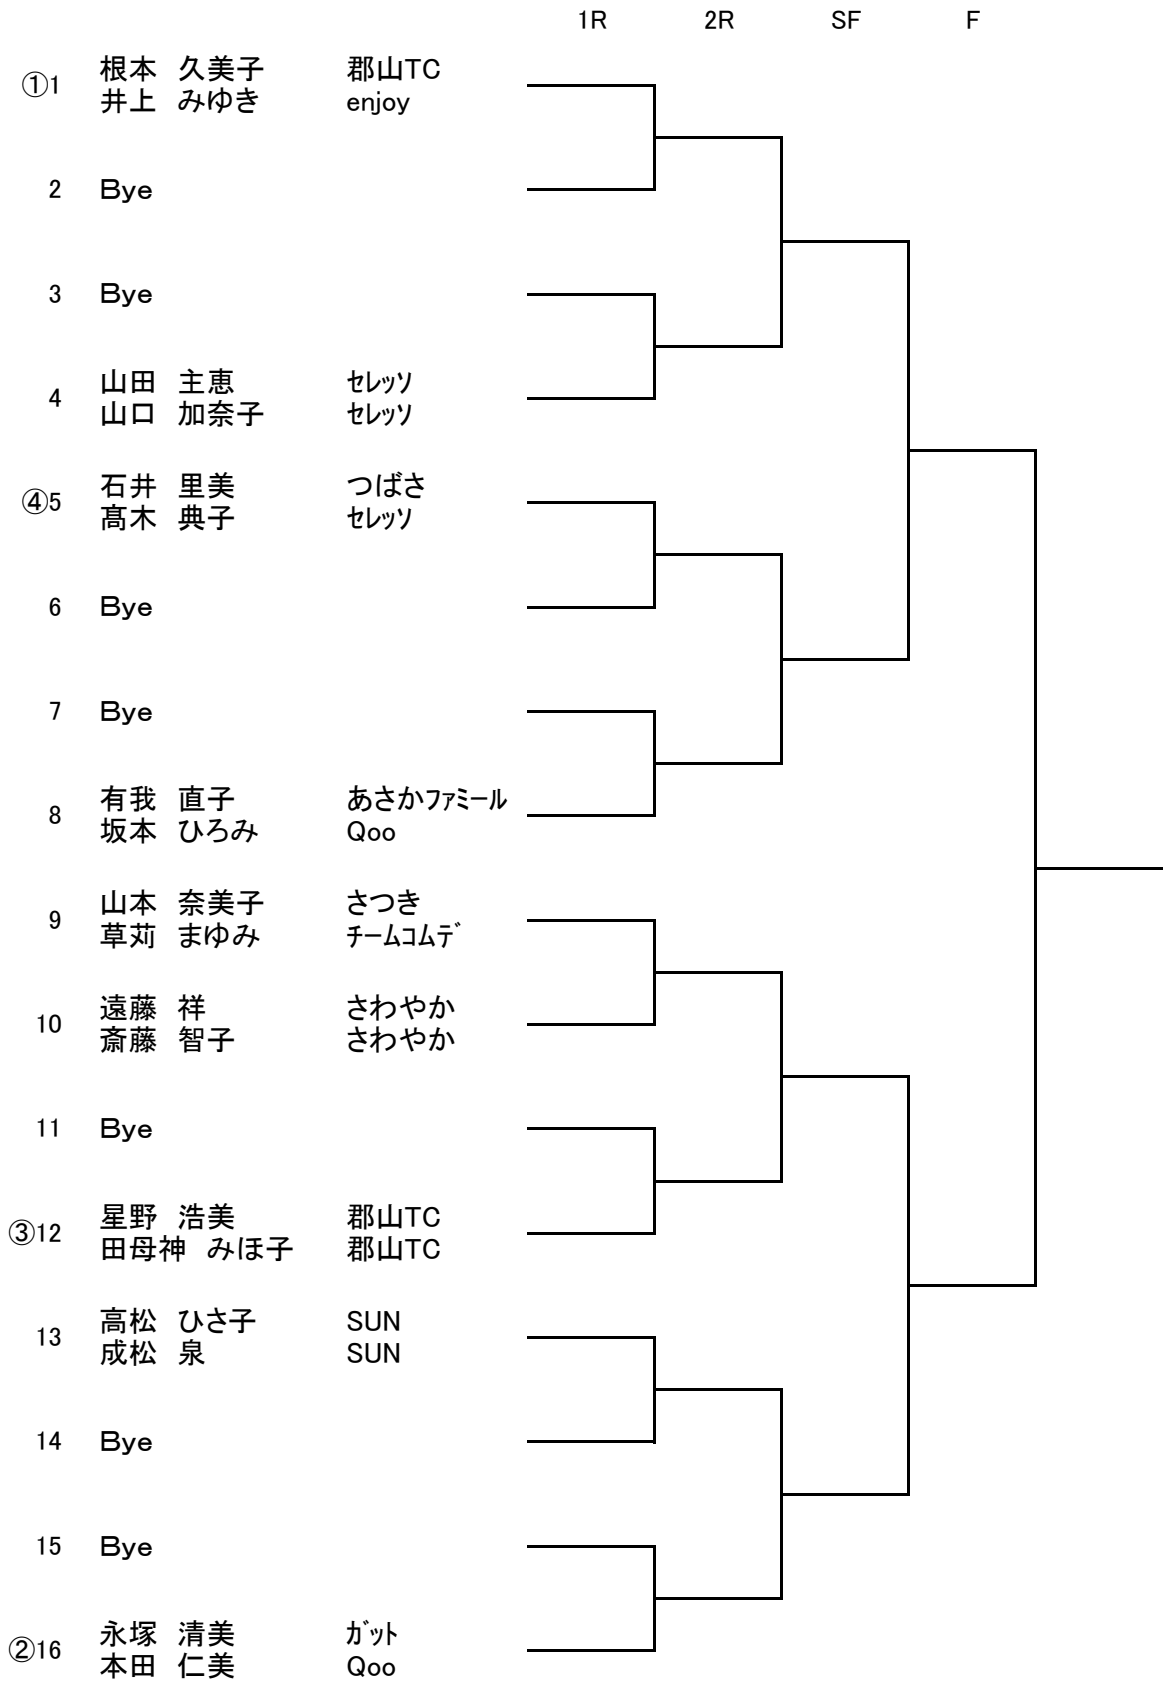 1R 2R SF F
①1 根本 久美子 郡山TC
井上 みゆき enjoy
2 Bye
3 Bye
4 山田 主恵 セレッソ
山口 加奈子 セレッソ
④5 石井 里美 つばさ
髙木 典子 セレッソ
6 Bye
7 Bye
8 有我 直子 あさかファミール
坂本 ひろみ Qoo
9 山本 奈美子 さつき
草苅 まゆみ チームコムデ
10 遠藤 祥 さわやか
斎藤 智子 さわやか
11 Bye
③12 星野 浩美 郡山TC
田母神 みほ子 郡山TC
13 高松 ひさ子 SUN
成松 泉 SUN
14 Bye
15 Bye
②16 永塚 清美 ガット
本田 仁美 Qoo